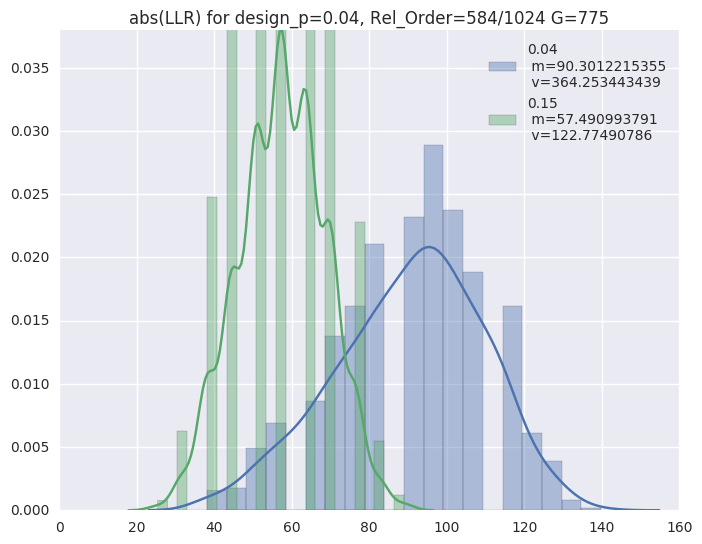 abs(LLR) for design_p=0.04, Rel_Order=584/1024 G=775
0.04
m=90.3012215355
v=364.253443439
0.15
m=57.490993791
v=122.77490786
0.035
0.030
0.025
0.020
0.015
0.010
0.005
0.000
0 20 40 60 80 100 120 140 160